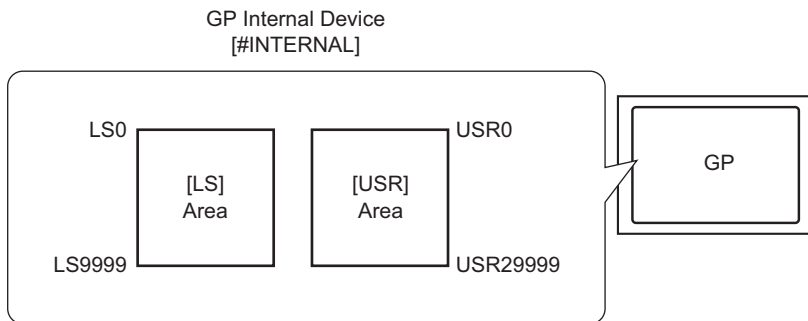 GP Internal Device
[#INTERNAL]
LS0
USR0
[LS]
Area
[USR]
Area
GP
LS9999
USR29999